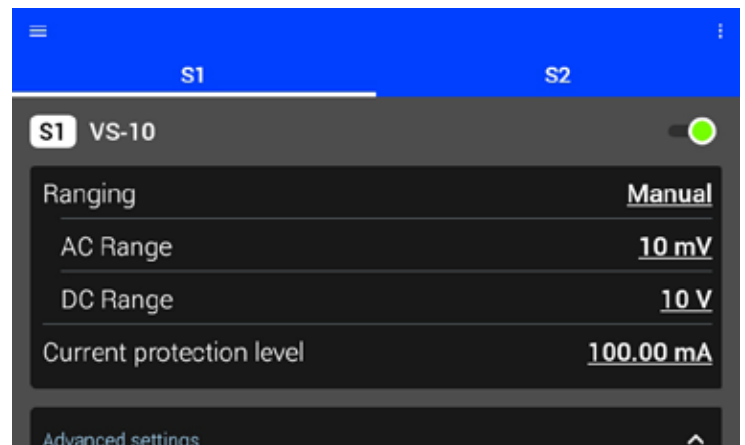 S1 S2
S1 VS-10
Ranging Manual
AC Range 10 mV
DC Range 10 V
Current protection level 100.00 mA
Advanced settings